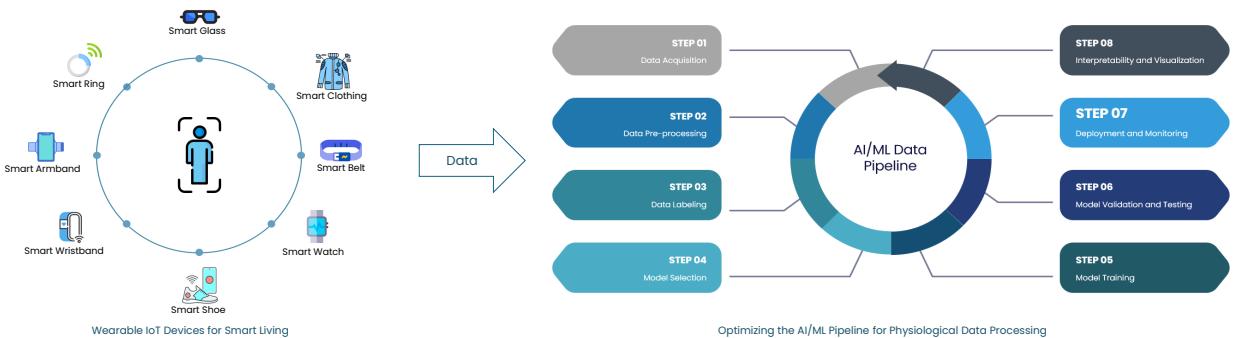 Smart Glass
Smart Ring
Smart Clothing
Smart Armband
Smart Belt
Smart Wristband
Smart Watch
Smart Shoe
Wearable IoT Devices for Smart Living
Data
STEP 01
Data Acquisition
STEP 02
Data Pre-processing
STEP 03
Data Labeling
STEP 04
Model Selection
AI/ML Data
Pipeline
STEP 08
Interpretability and Visualization
STEP 07
Deployment and Monitoring
STEP 06
Model Validation and Testing
STEP 05
Model Training
Optimizing the AI/ML Pipeline for Physiological Data Processing